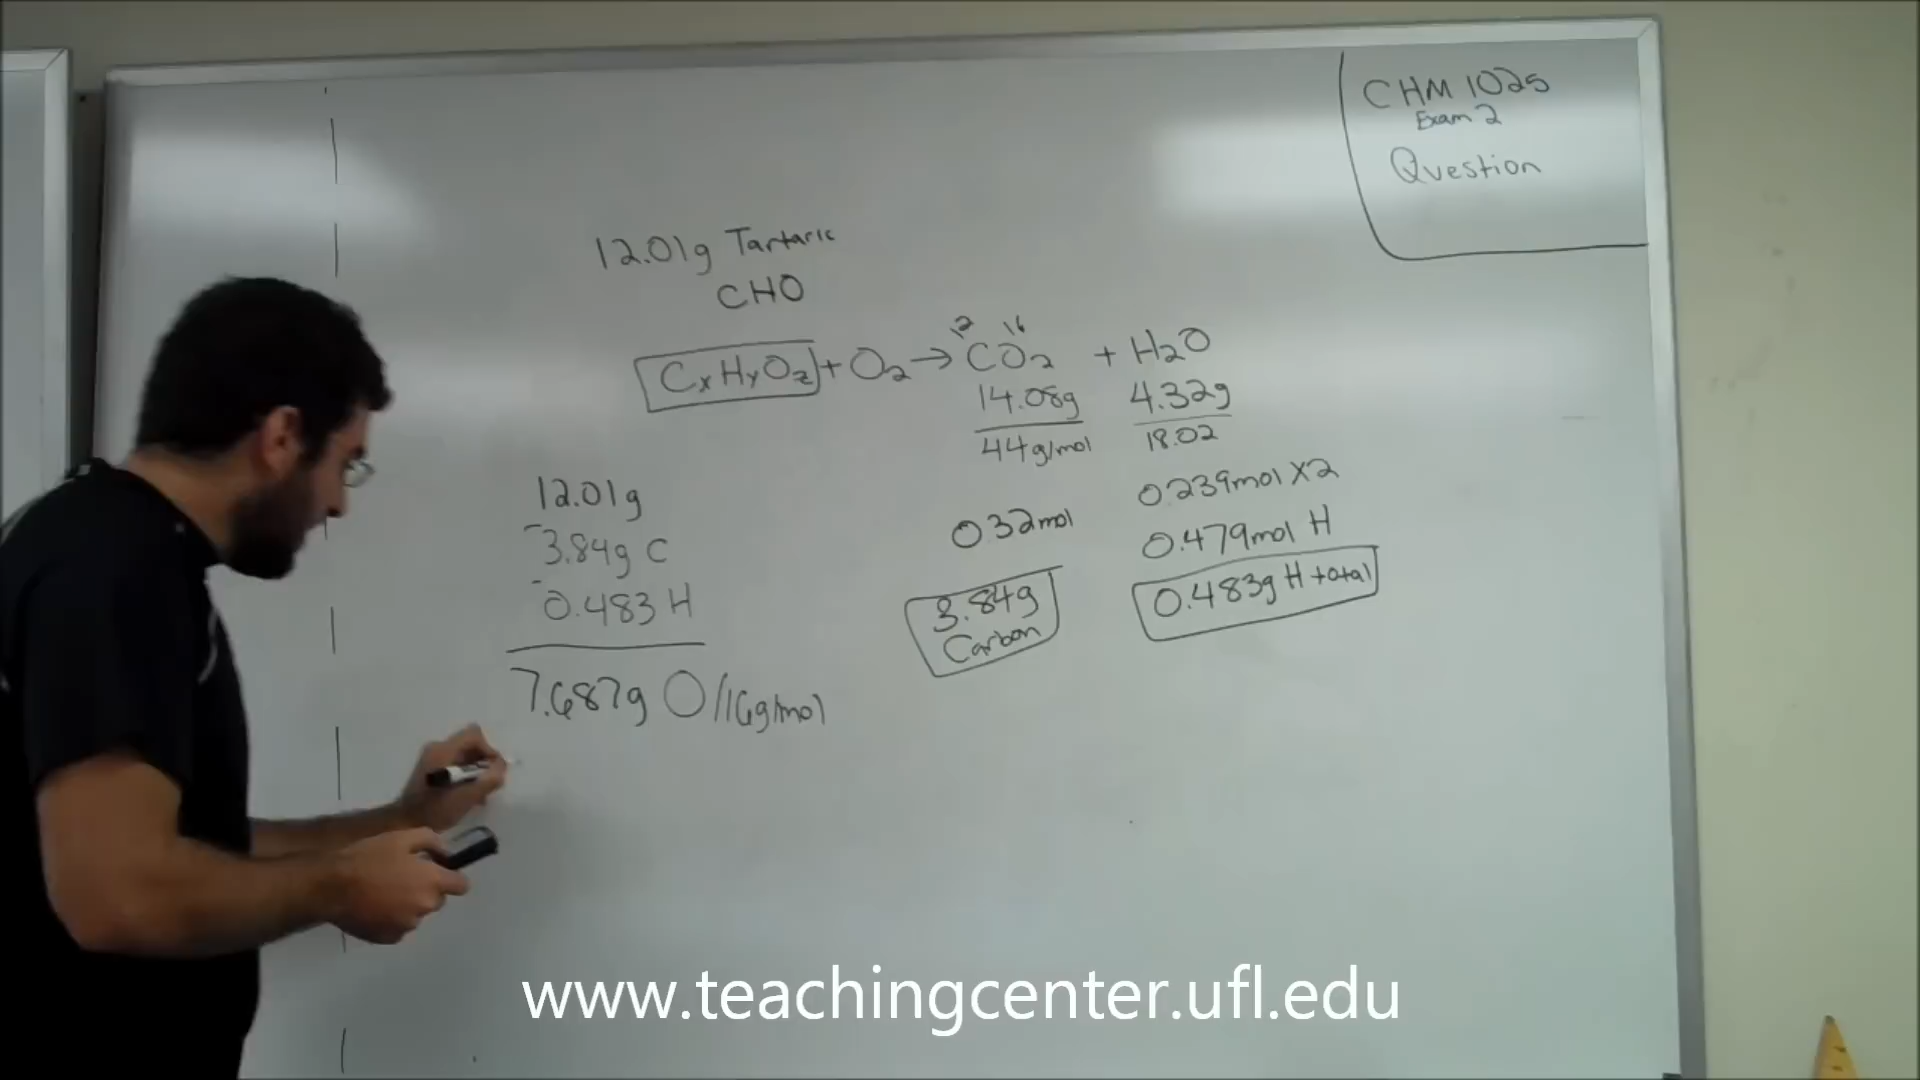 CHM 1025
Exam 2
Question
12.01g Tartaric
CHO
12 16
CxHyOz + O2 → CO2 + H2O
14.08g 4.32g
44g/mol 18.02
0.239mol X2
0.32mol
0.479mol H
3.84g
Carbon
0.483g H total
12.01g
- 3.84g C
- 0.483 H
7.687g O/16g/mol
www.teachingcenter.ufl.edu